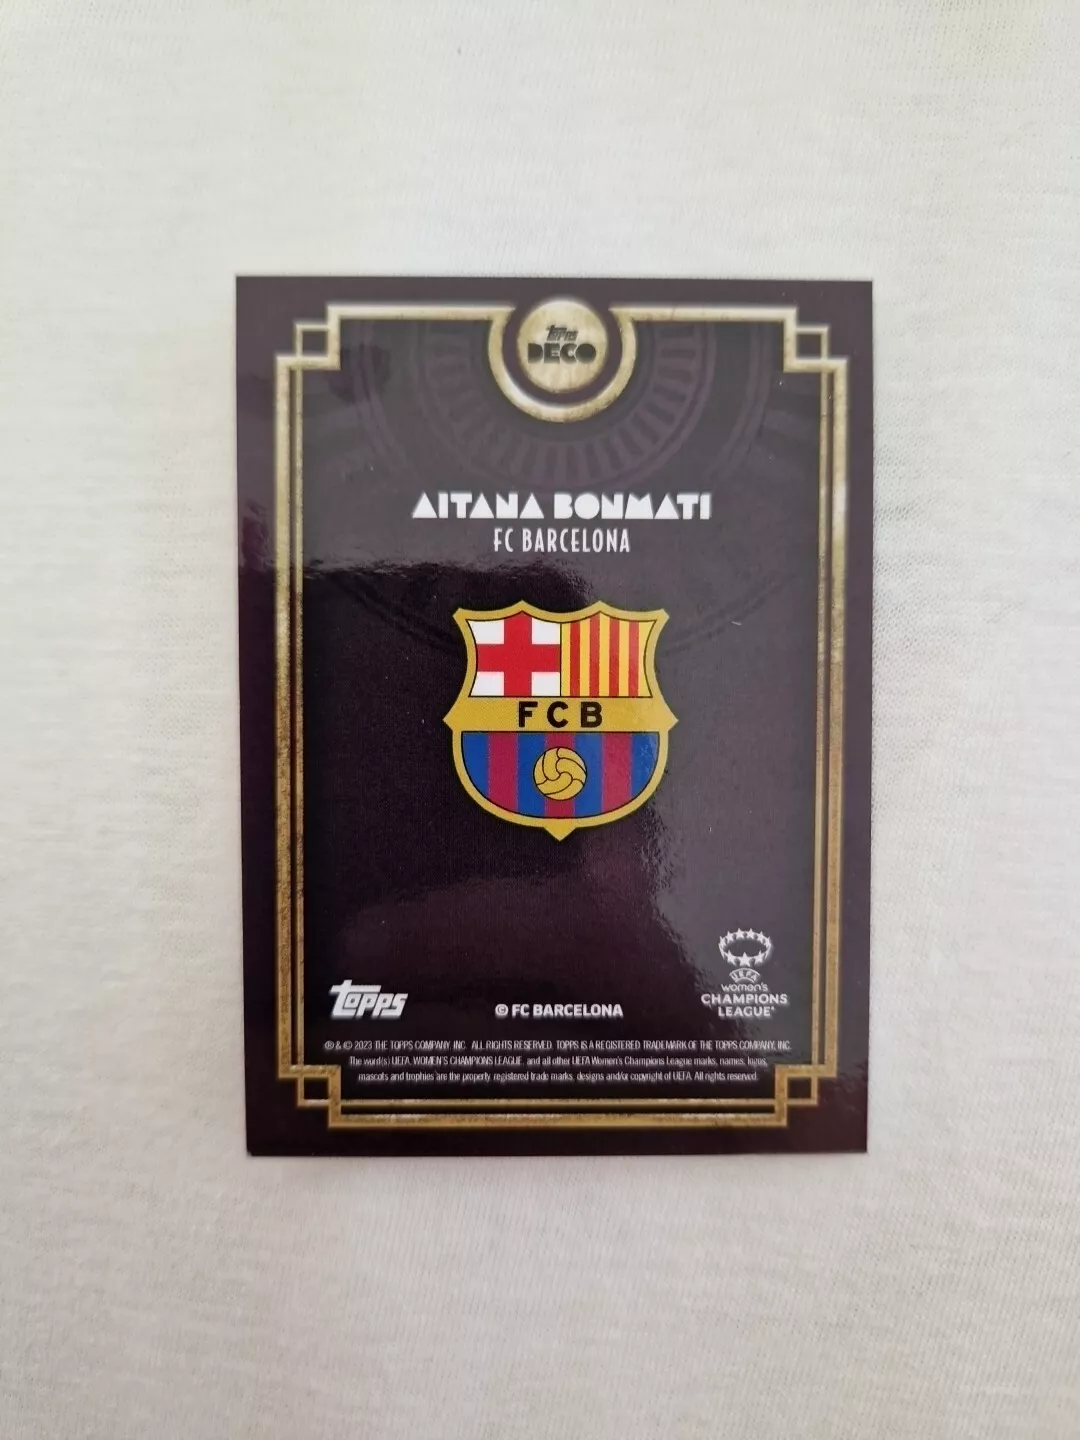 topps
DECO
AITANA BONMATI
FC BARCELONA
FCB
UEFA
women's
CHAMPIONS
LEAGUE
topps
© FC BARCELONA
® & © 2023 THE TOPPS COMPANY, INC. ALL RIGHTS RESERVED. TOPPS IS A REGISTERED TRADEMARK OF THE TOPPS COMPANY, INC.
The word(s) UEFA, WOMEN'S CHAMPIONS LEAGUE, and all other UEFA Women's Champions League marks, names, logos,
mascots and trophies are the property, registered trade marks, designs and/or copyright of UEFA. All rights reserved.